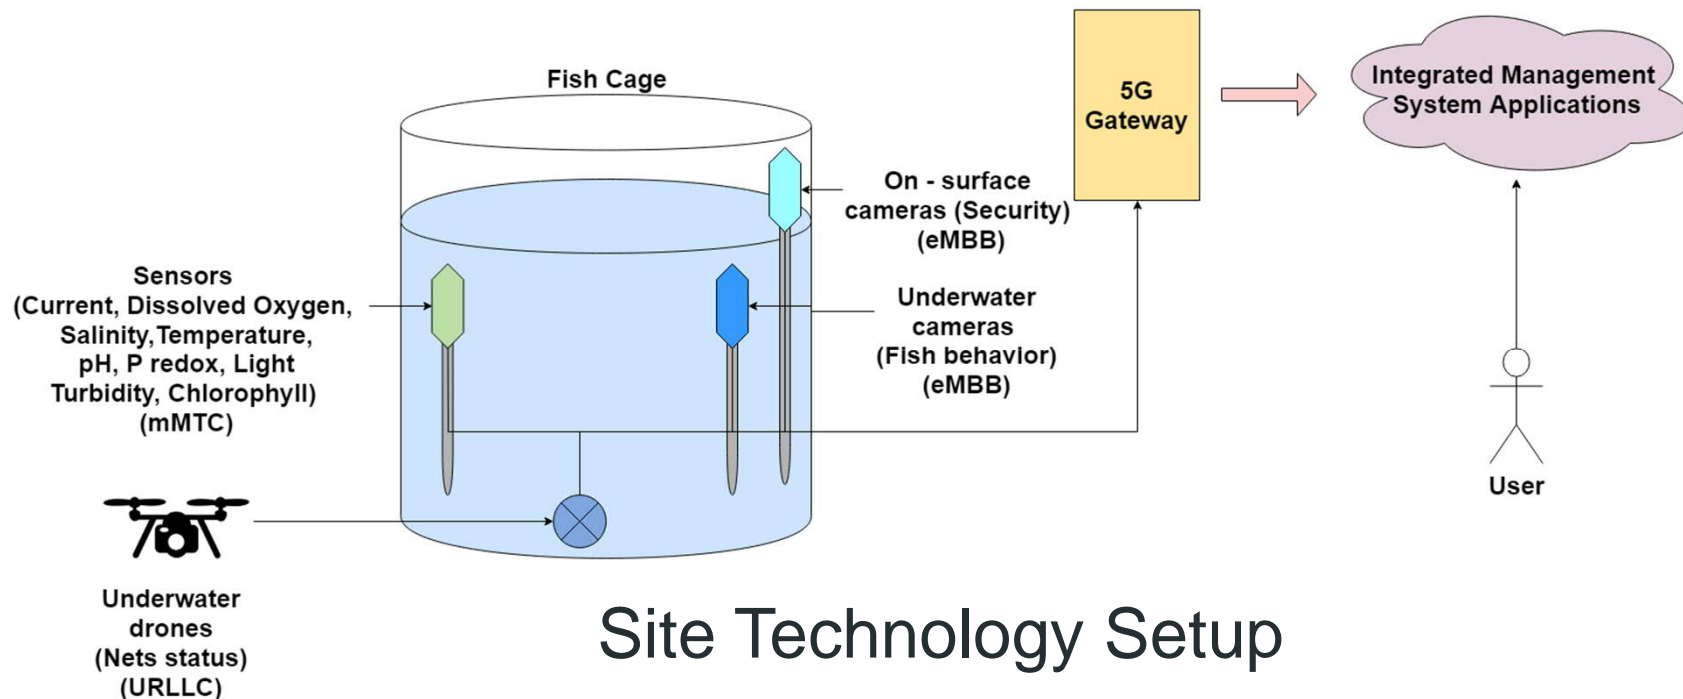 Fish Cage
5G
Gateway
Integrated Management
System Applications
On - surface
cameras (Security)
(eMBB)
Sensors
(Current, Dissolved Oxygen,
Salinity,Temperature,
pH, P redox, Light
Turbidity, Chlorophyll)
(mMTC)
Underwater
cameras
(Fish behavior)
(eMBB)
User
Underwater
drones
(Nets status)
(URLLC)
Site Technology Setup